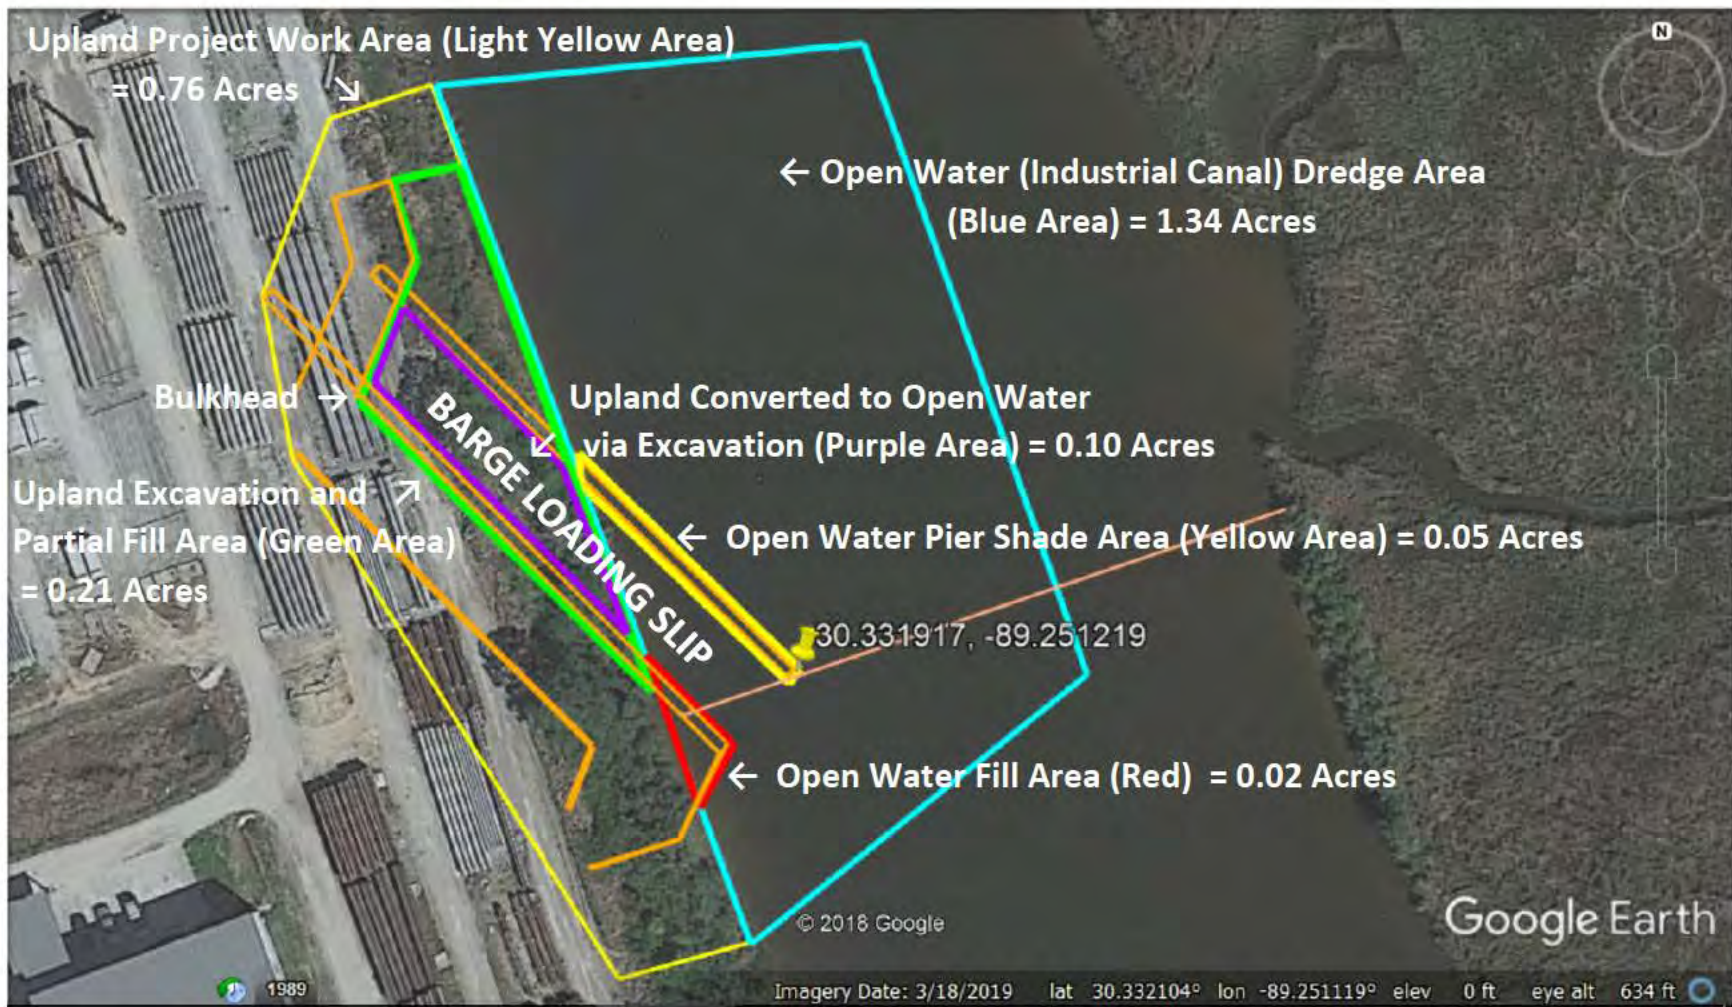 Upland Project Work Area (Light Yellow Area)
= 0.76 Acres ↘
N
← Open Water (Industrial Canal) Dredge Area
(Blue Area) = 1.34 Acres
Bulkhead →
Upland Converted to Open Water
↙ via Excavation (Purple Area) = 0.10 Acres
BARGE LOADING SLIP
Upland Excavation and ↗
Partial Fill Area (Green Area)
= 0.21 Acres
← Open Water Pier Shade Area (Yellow Area) = 0.05 Acres
30.331917, -89.251219
← Open Water Fill Area (Red) = 0.02 Acres
© 2018 Google
Google Earth
1989
Imagery Date: 3/18/2019 lat 30.332104° lon -89.251119° elev 0 ft eye alt 634 ft